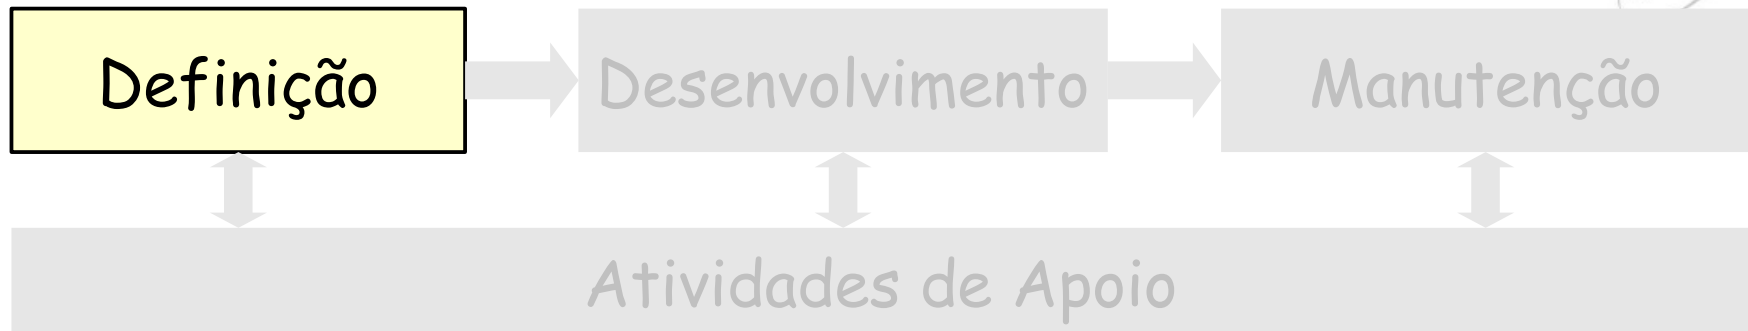 Definição
Desenvolvimento
Manutenção
Atividades de Apoio